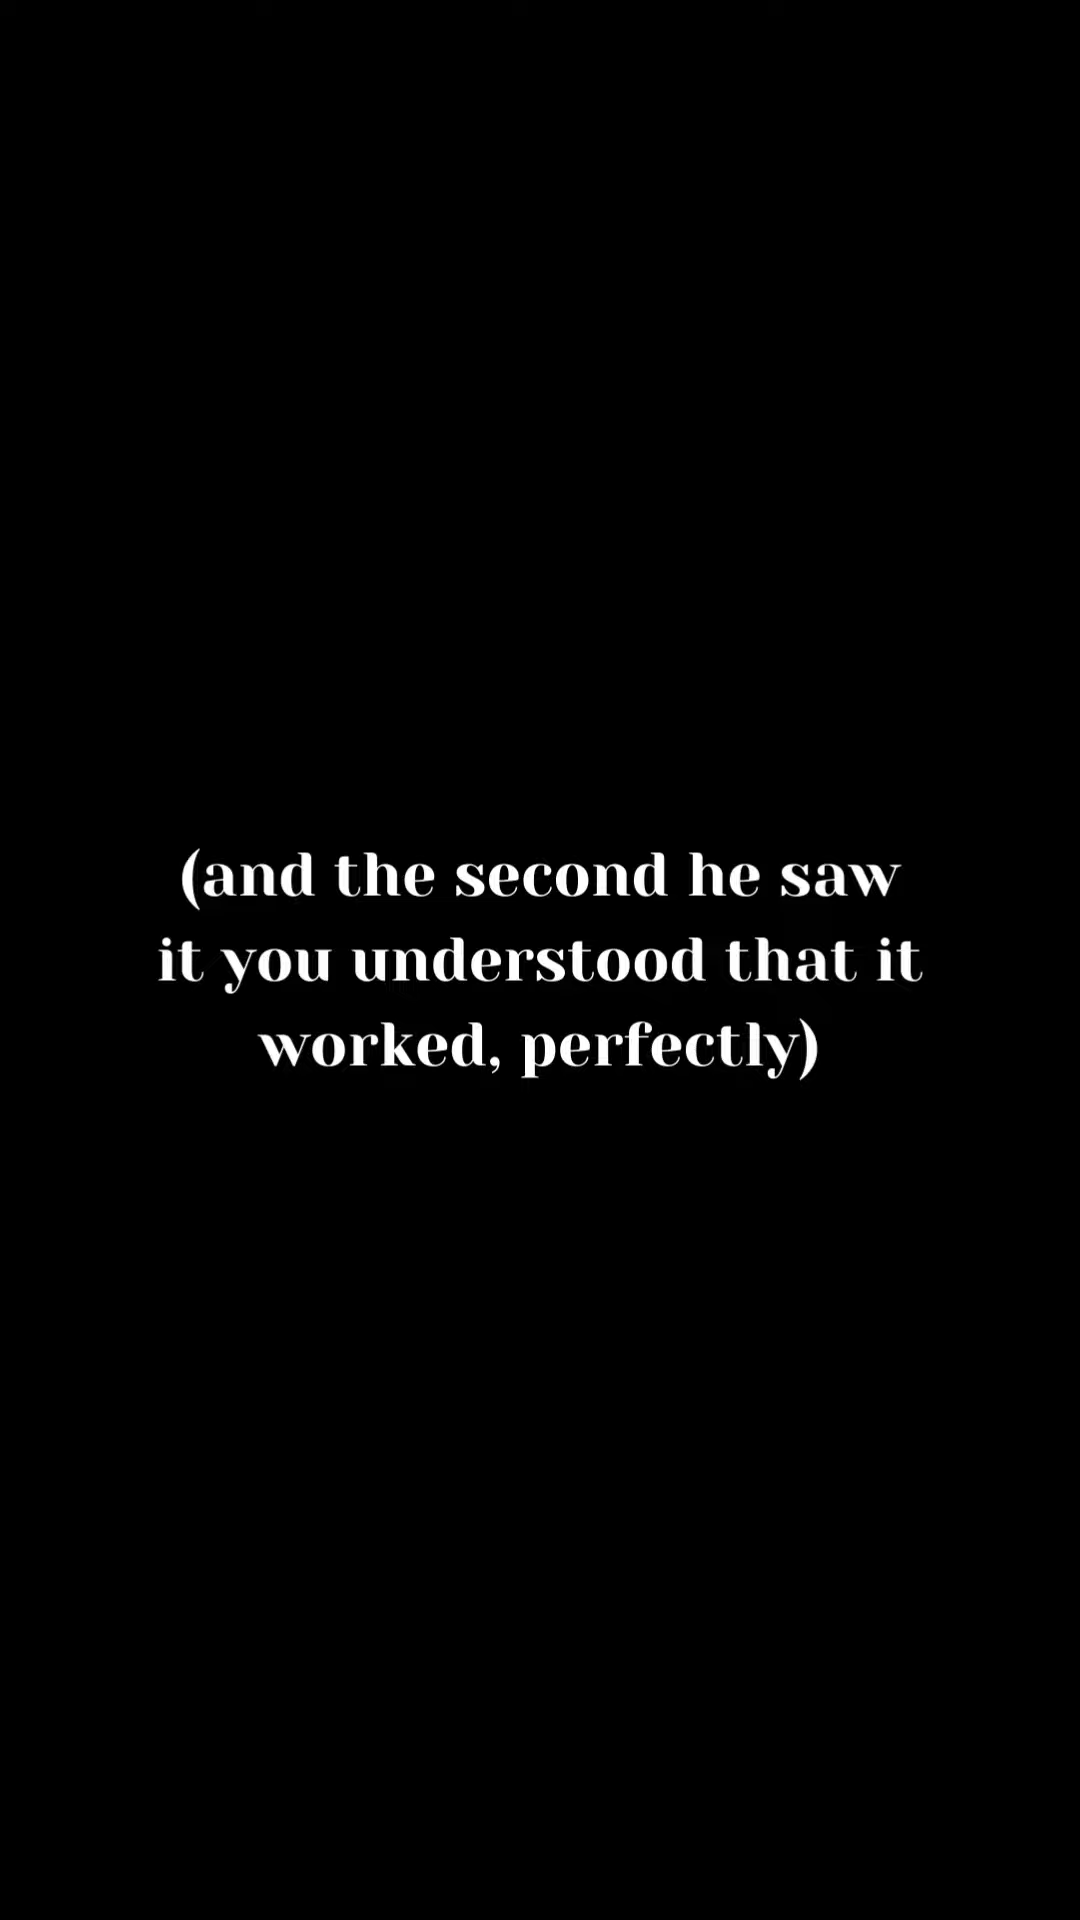 (and the second he saw
it you understood that it
worked, perfectly)